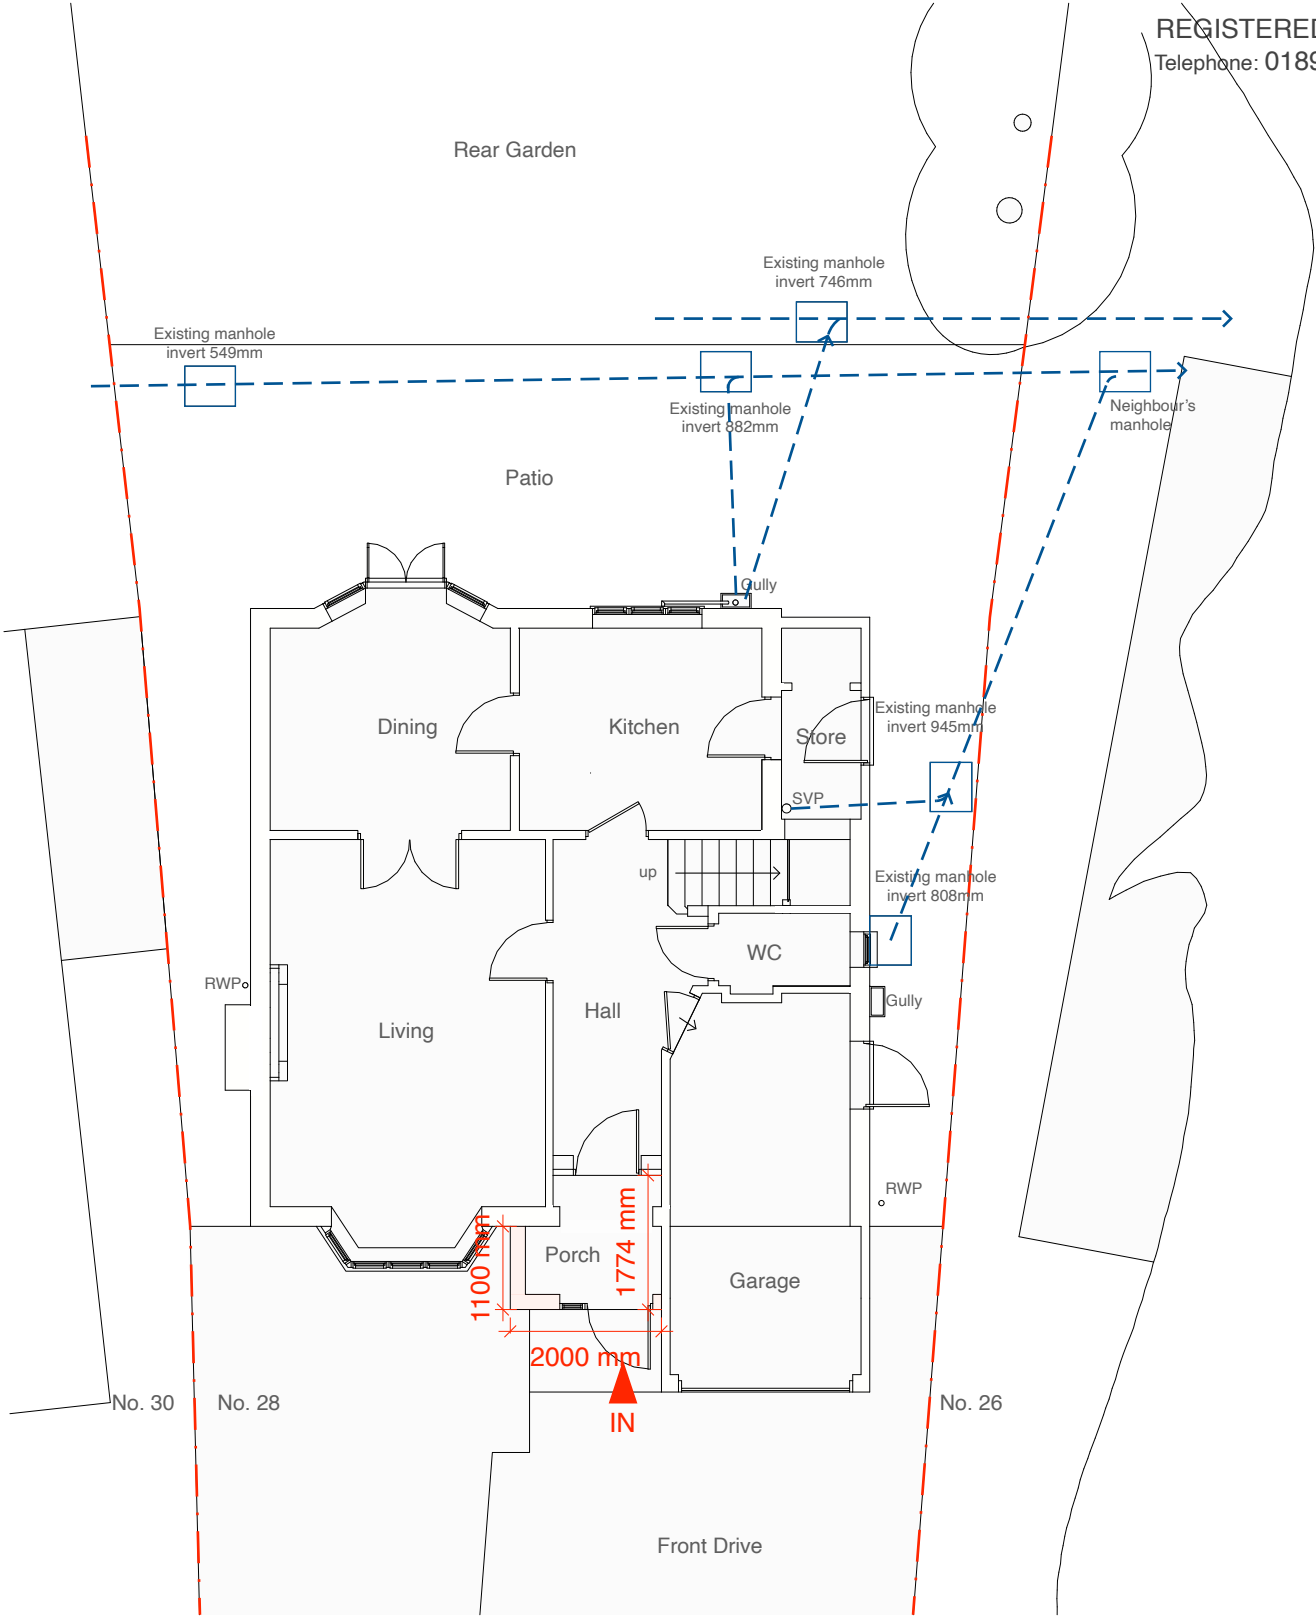 REGISTERED
Telephone: 0189
Rear Garden
Existing manhole
invert 746mm
Existing manhole
invert 549mm
Existing manhole
invert 882mm
Neighbour's
manhole
Patio
Gully
Dining
Kitchen
Store
Existing manhole
invert 945mm
SVP
up
Existing manhole
invert 808mm
WC
RWP
Hall
Gully
Living
RWP
1774 mm
1100 mm
Porch
Garage
2000 mm
No. 30
No. 28
IN
No. 26
Front Drive